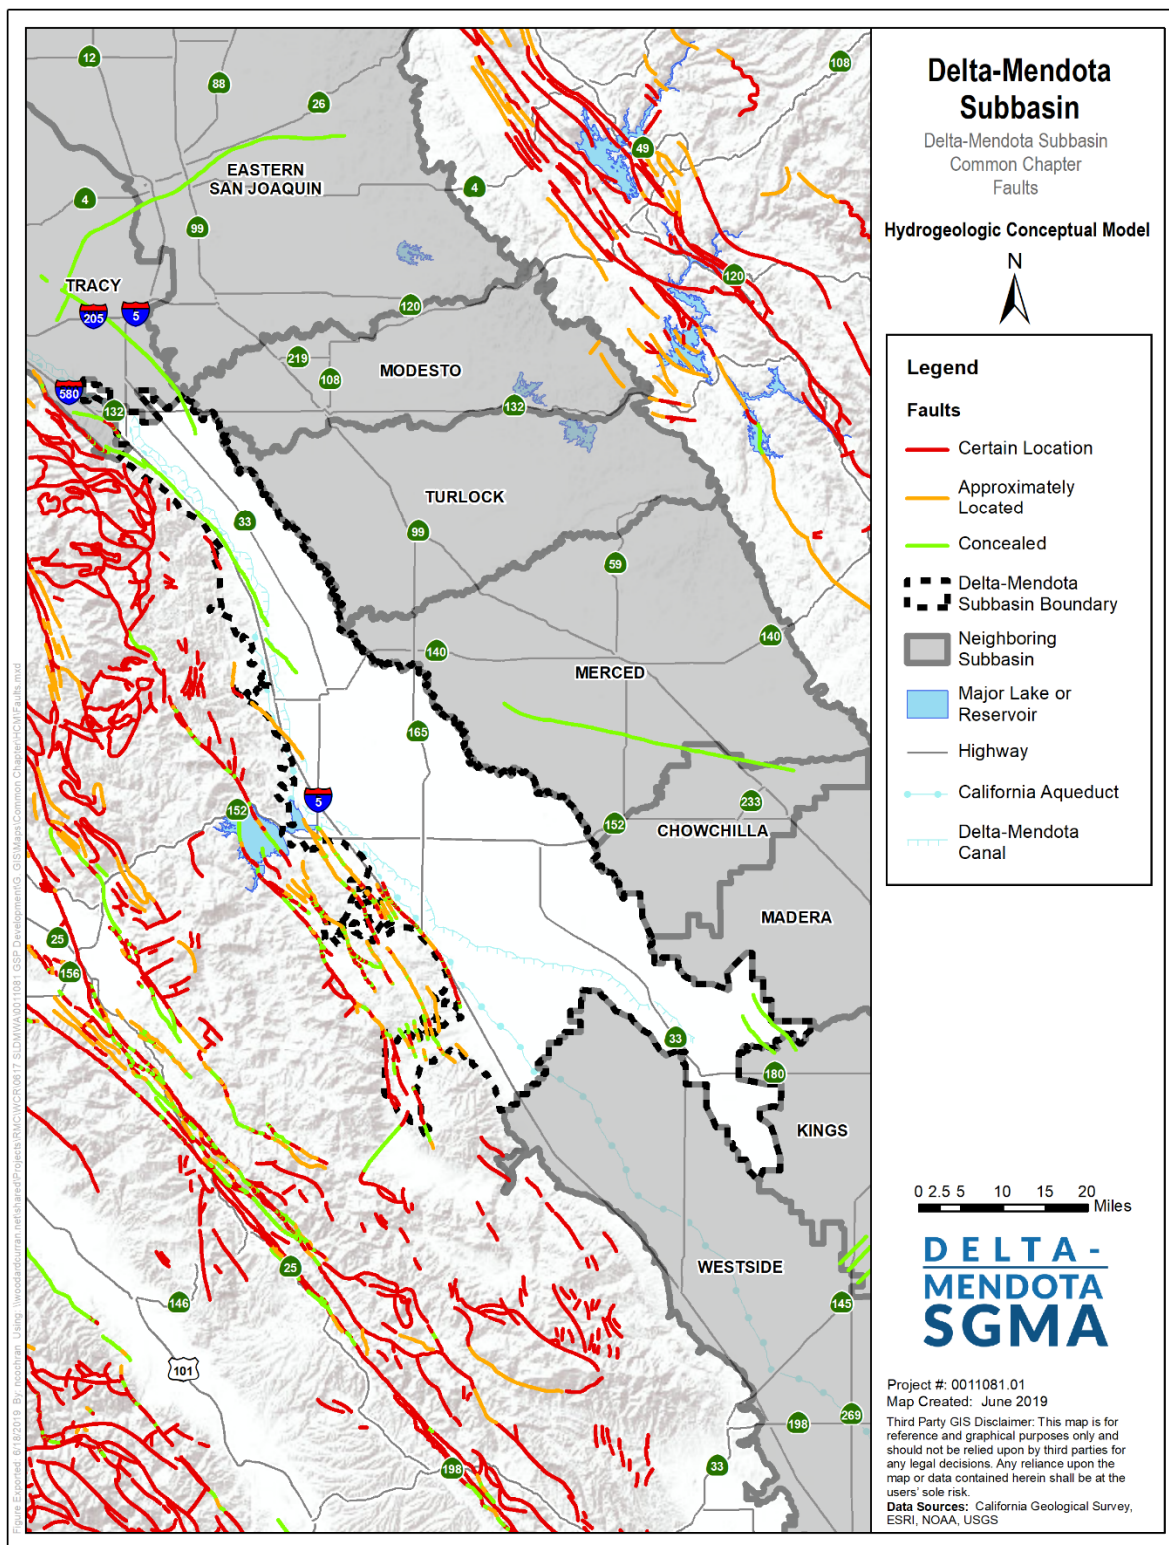 Delta-Mendota
Subbasin
Delta-Mendota Subbasin
Common Chapter
Faults
Hydrogeologic Conceptual Model
N
Legend
Faults
Certain Location
Approximately
Located
Concealed
Delta-Mendota
Subbasin Boundary
Neighboring
Subbasin
Major Lake or
Reservoir
Highway
California Aqueduct
Delta-Mendota
Canal
0 2.5 5 10 15 20
Miles
DELTA-
MENDOTA
SGMA
Project #: 0011081.01
Map Created: June 2019
Third Party GIS Disclaimer: This map is for
reference and graphical purposes only and
should not be relied upon by third parties for
any legal decisions. Any reliance upon the
map or data contained herein shall be at the
users' sole risk.
Data Sources: California Geological Survey,
ESRI, NOAA, USGS
12
88
26
108
49
4
EASTERN
SAN JOAQUIN
4
99
TRACY
205
5
120
120
219
108
MODESTO
580
132
132
TURLOCK
33
99
59
140
140
MERCED
165
152
5
152
233
CHOWCHILLA
MADERA
25
156
33
180
KINGS
WESTSIDE
25
146
145
101
198
269
198
33